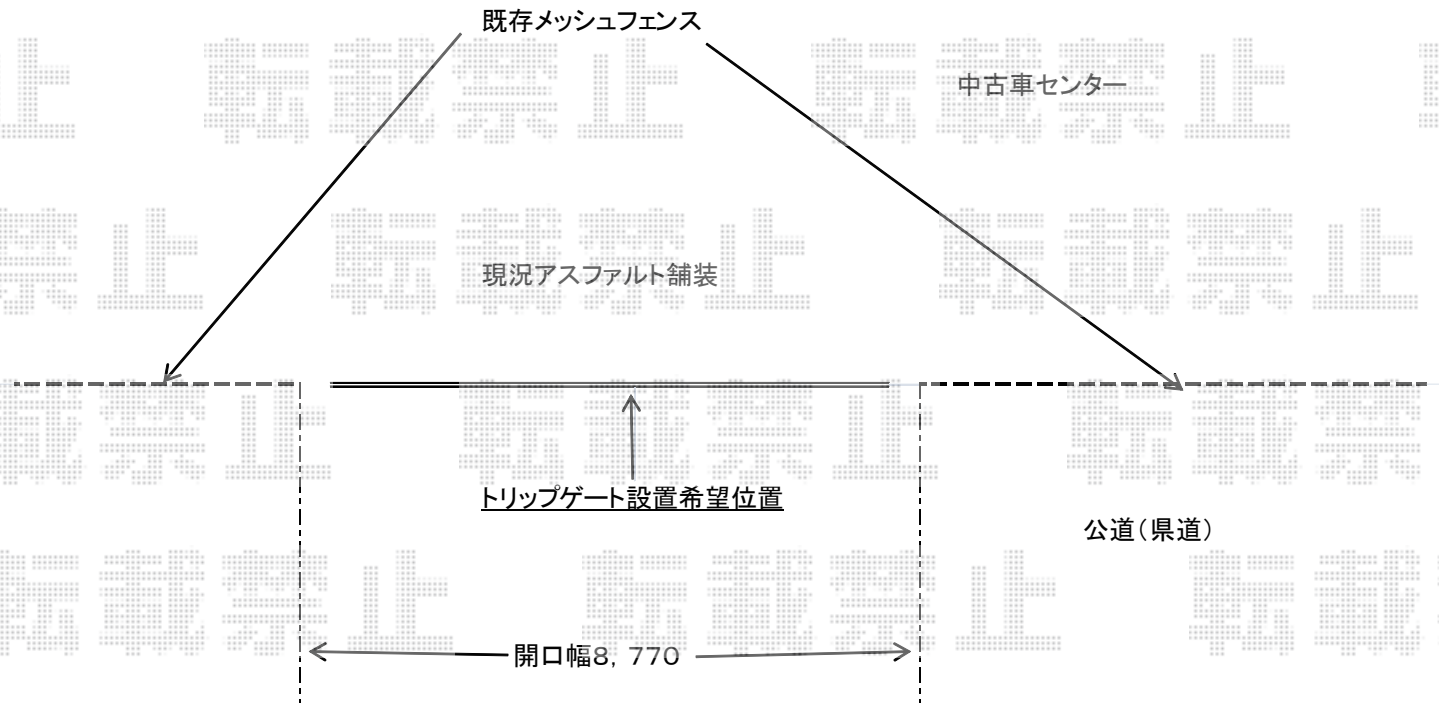 既存メッシュフェンス
中古車センター
現況アスファルト舗装
トリップゲート設置希望位置
公道(県道)
開口幅8,770
転載禁止